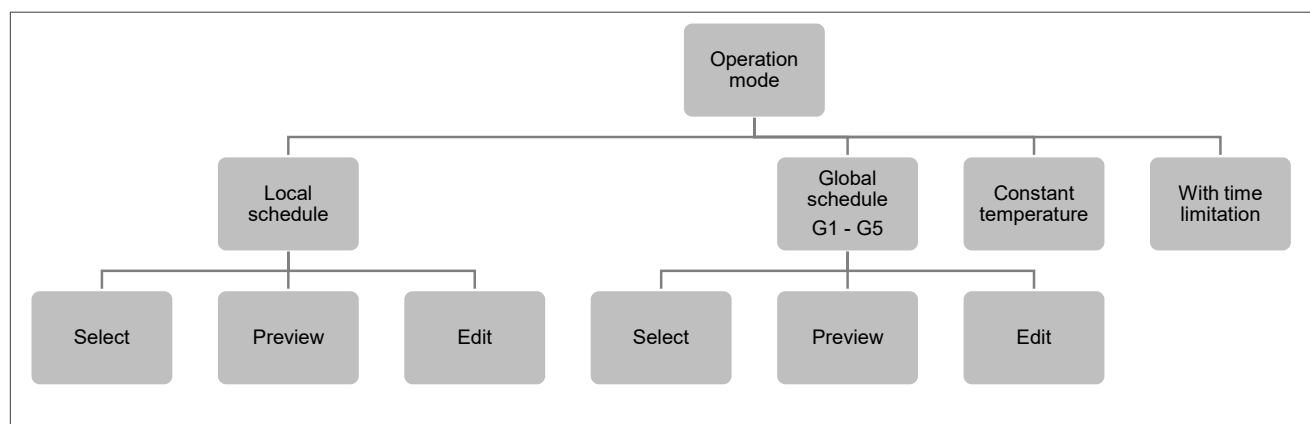 Operation
mode
Local
schedule
Global
schedule
G1 - G5
Constant
temperature
With time
limitation
Select
Preview
Edit
Select
Preview
Edit